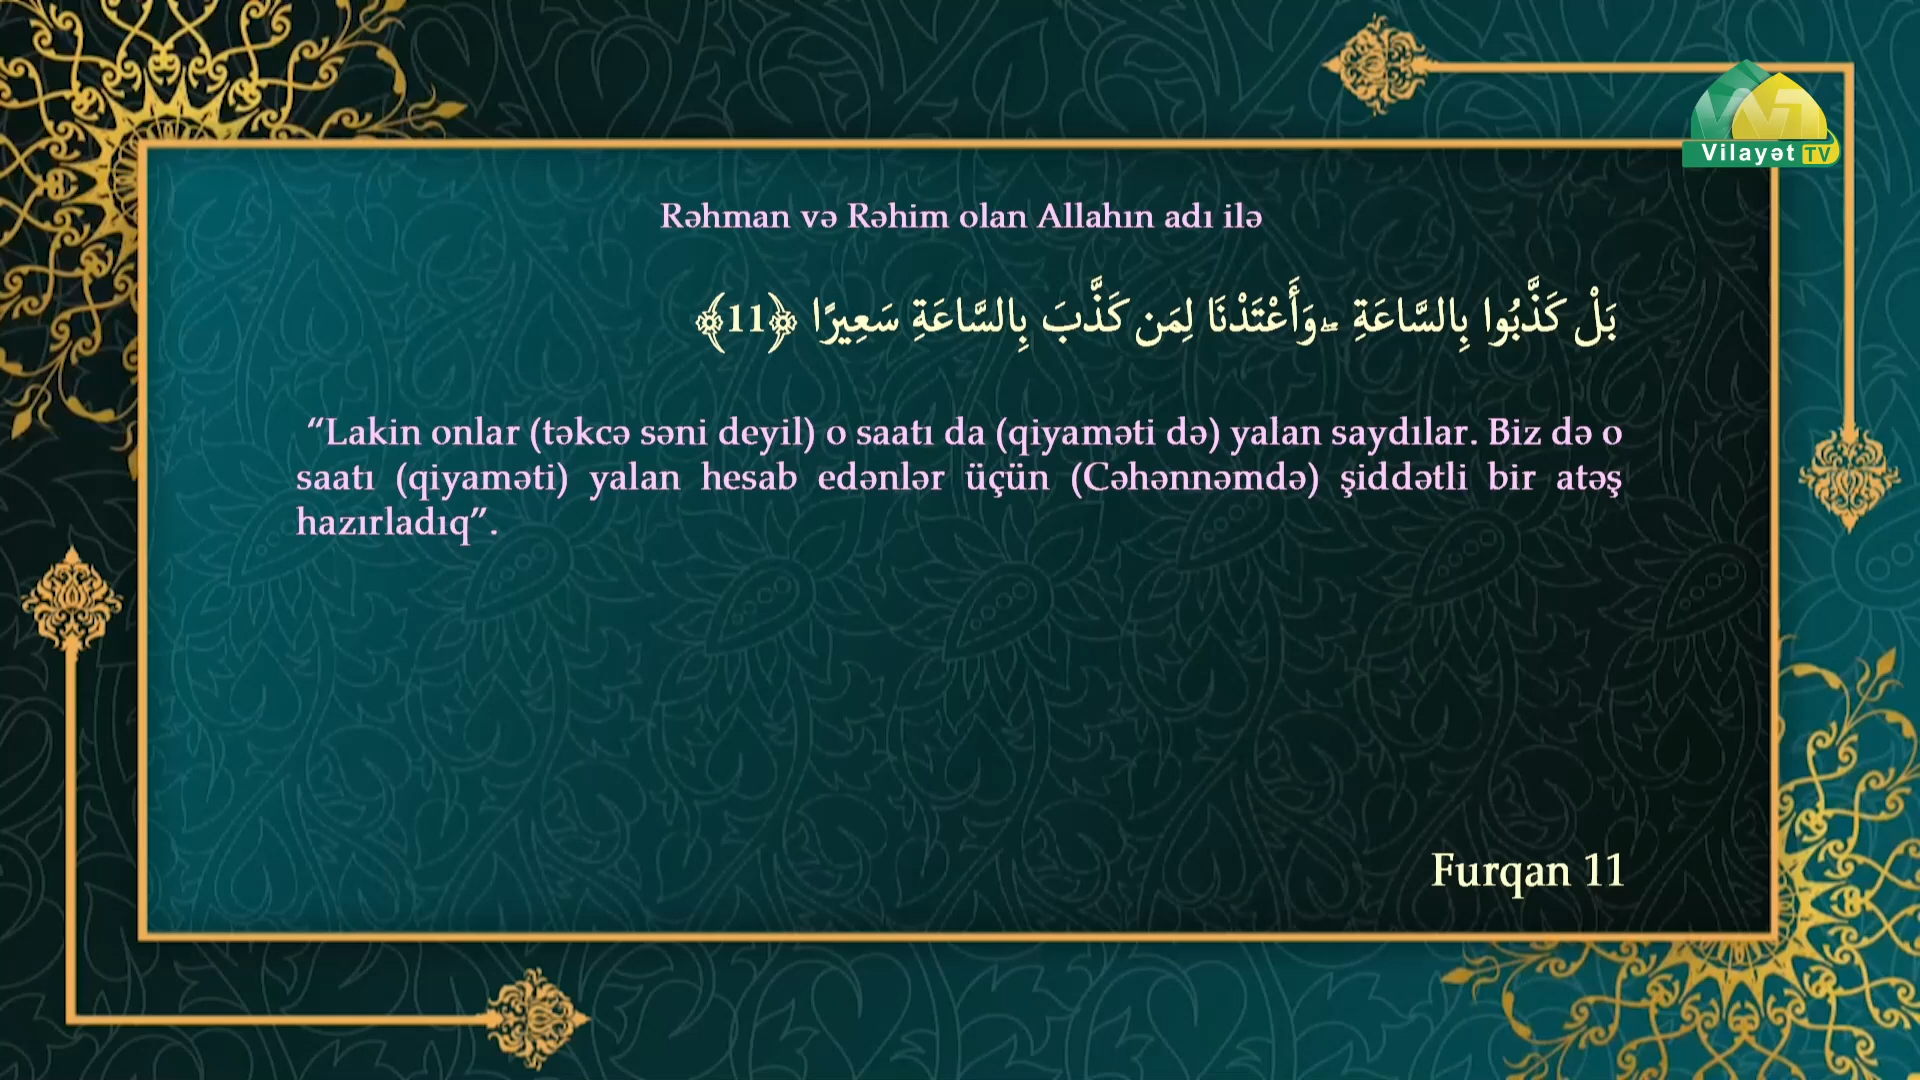 Vilayət TV
Rəhman və Rəhim olan Allahın adı ilə
بَلْ كَذَّبُوا بِالسَّاعَةِ ۖ وَأَعْتَدْنَا لِمَن كَذَّبَ بِالسَّاعَةِ سَعِيرًا ﴿11﴾
“Lakin onlar (təkcə səni deyil) o saatı da (qiyaməti də) yalan saydılar. Biz də o
saatı (qiyaməti) yalan hesab edənlər üçün (Cəhənnəmdə) şiddətli bir atəş
hazırladıq”.
Furqan 11